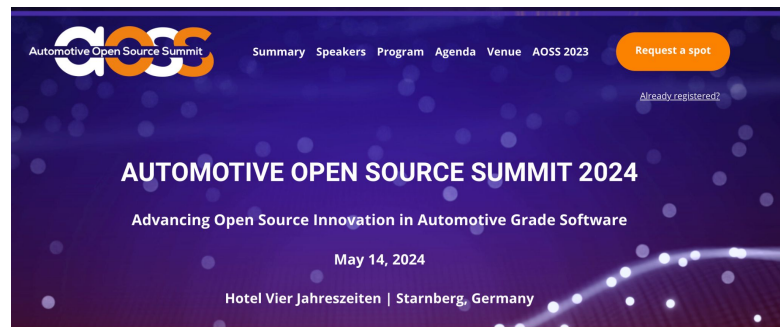 Automotive Open Source Summit
aoss
Summary Speakers Program Agenda Venue AOSS 2023
Request a spot
Already registered?
AUTOMOTIVE OPEN SOURCE SUMMIT 2024
Advancing Open Source Innovation in Automotive Grade Software
May 14, 2024
Hotel Vier Jahreszeiten | Starnberg, Germany